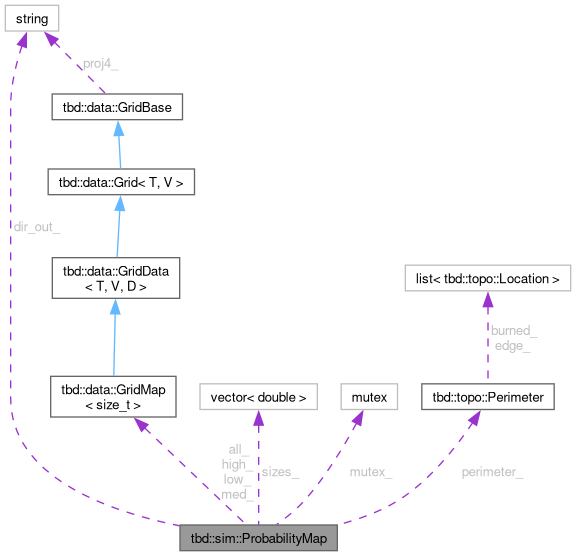 string
proj4_
tbd::data::GridBase
tbd::data::Grid< T, V >
dir_out_
tbd::data::GridData
< T, V, D >
list< tbd::topo::Location >
burned_
edge_
tbd::data::GridMap
< size_t >
vector< double >
mutex
tbd::topo::Perimeter
all_
high_
low_
med_
sizes_
mutex_
perimeter_
tbd::sim::ProbabilityMap